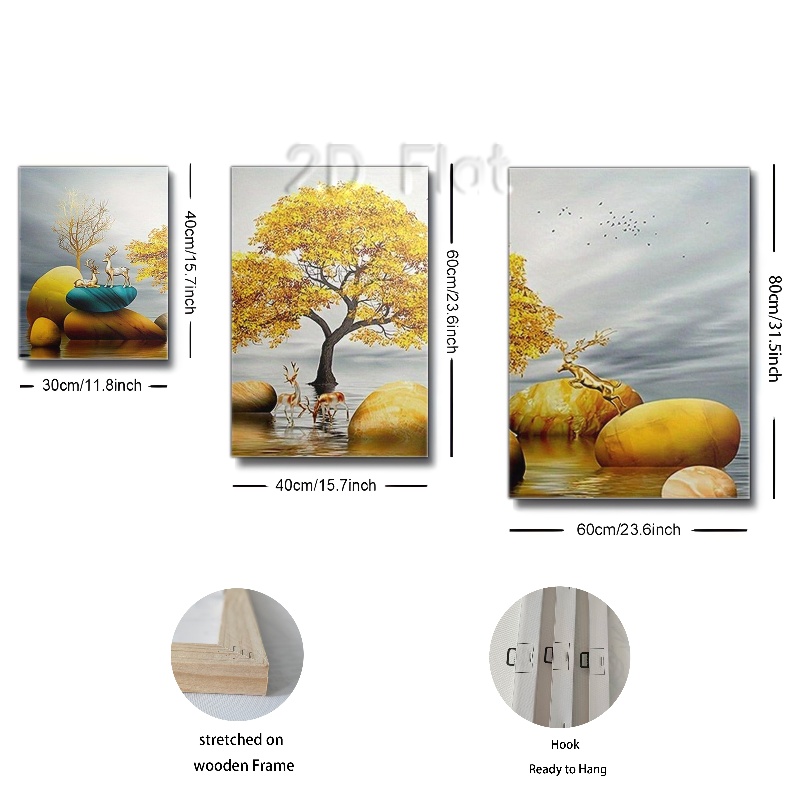 2D Flat
40cm/15.7inch
30cm/11.8inch
60cm/23.6inch
40cm/15.7inch
80cm/31.5inch
60cm/23.6inch
stretched on
wooden Frame
Hook
Ready to Hang